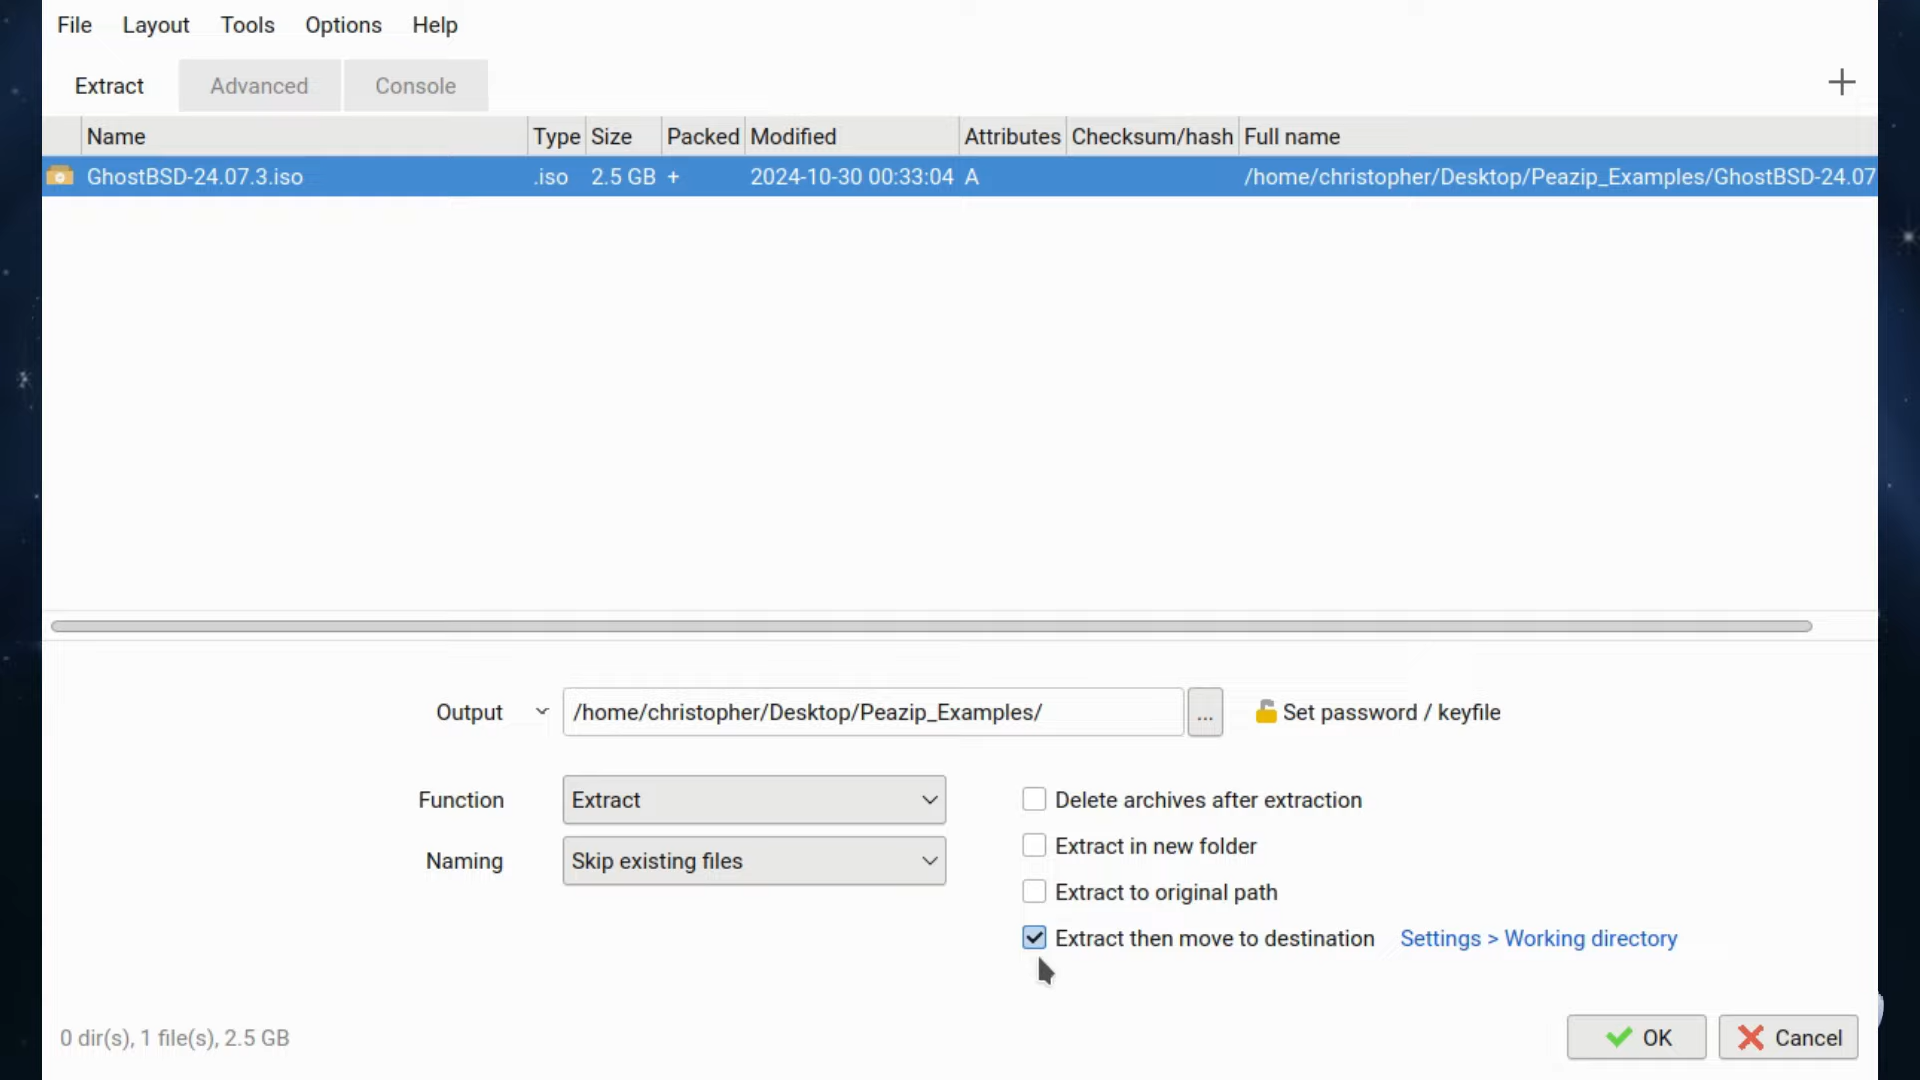 File Layout Tools Options Help
Extract Advanced Console
Name Type Size Packed Modified Attributes Checksum/hash Full name
GhostBSD-24.07.3.iso .iso 2.5 GB + 2024-10-30 00:33:04 A /home/christopher/Desktop/Peazip_Examples/GhostBSD-24.07
Output /home/christopher/Desktop/Peazip_Examples/ ... Set password / keyfile
Function Extract Delete archives after extraction
Extract in new folder
Naming Skip existing files
Extract to original path
Extract then move to destination Settings > Working directory
0 dir(s), 1 file(s), 2.5 GB OK Cancel